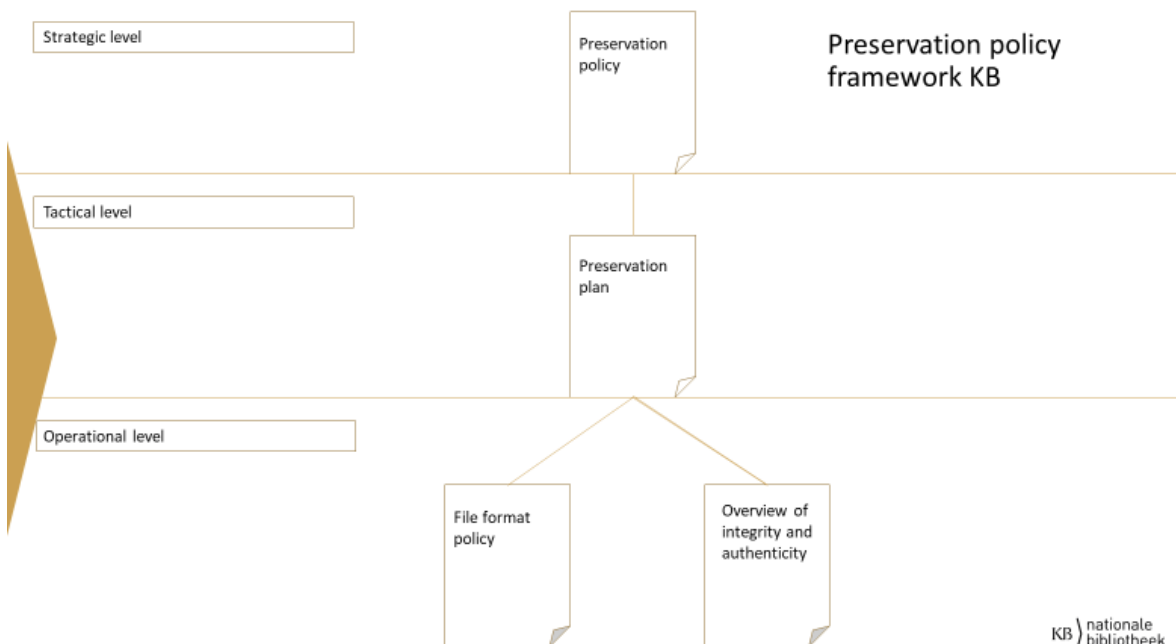 Strategic level
Preservation
policy
Preservation policy
framework KB
Tactical level
Preservation
plan
Operational level
File format
policy
Overview of
integrity and
authenticity
KB
nationale
bibliotheek